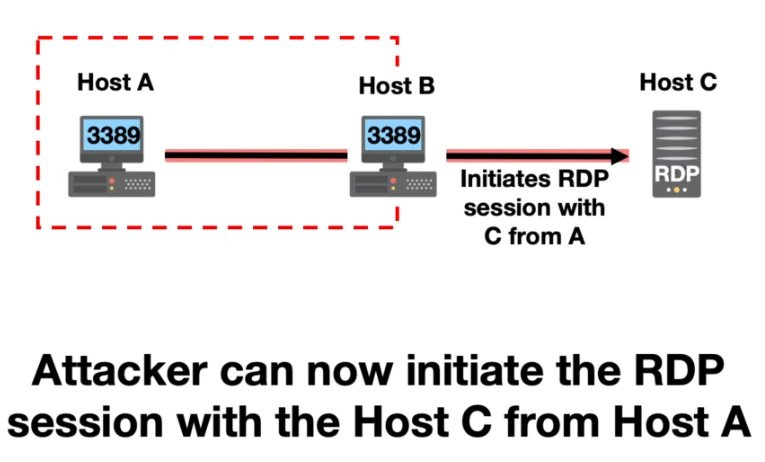 Host A
Host B
Host C
3389
3389
RDP
Initiates RDP
session with
C from A
Attacker can now initiate the RDP
session with the Host C from Host A